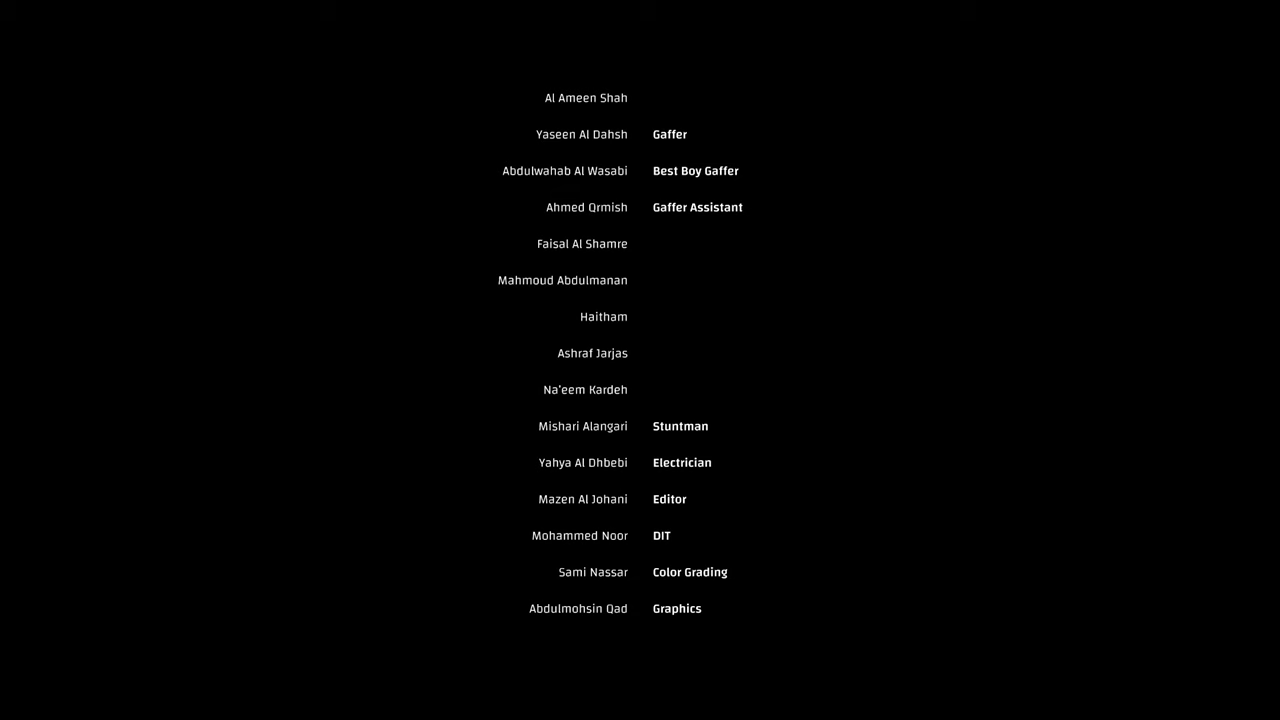 Al Ameen Shah
Yaseen Al Dahsh Gaffer
Abdulwahab Al Wasabi Best Boy Gaffer
Ahmed Qrmish Gaffer Assistant
Faisal Al Shamre
Mahmoud Abdulmanan
Haitham
Ashraf Jarjas
Na'eem Kardeh
Mishari Alangari Stuntman
Yahya Al Dhbebi Electrician
Mazen Al Johani Editor
Mohammed Noor DIT
Sami Nassar Color Grading
Abdulmohsin Qad Graphics